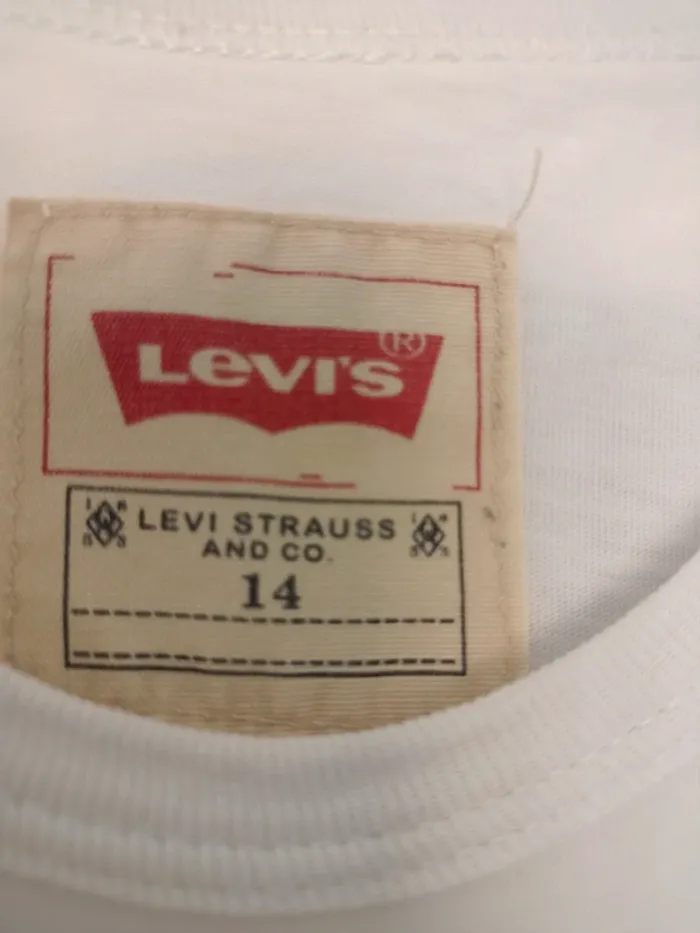 LEVI'S®
LEVI STRAUSS
AND CO.
14